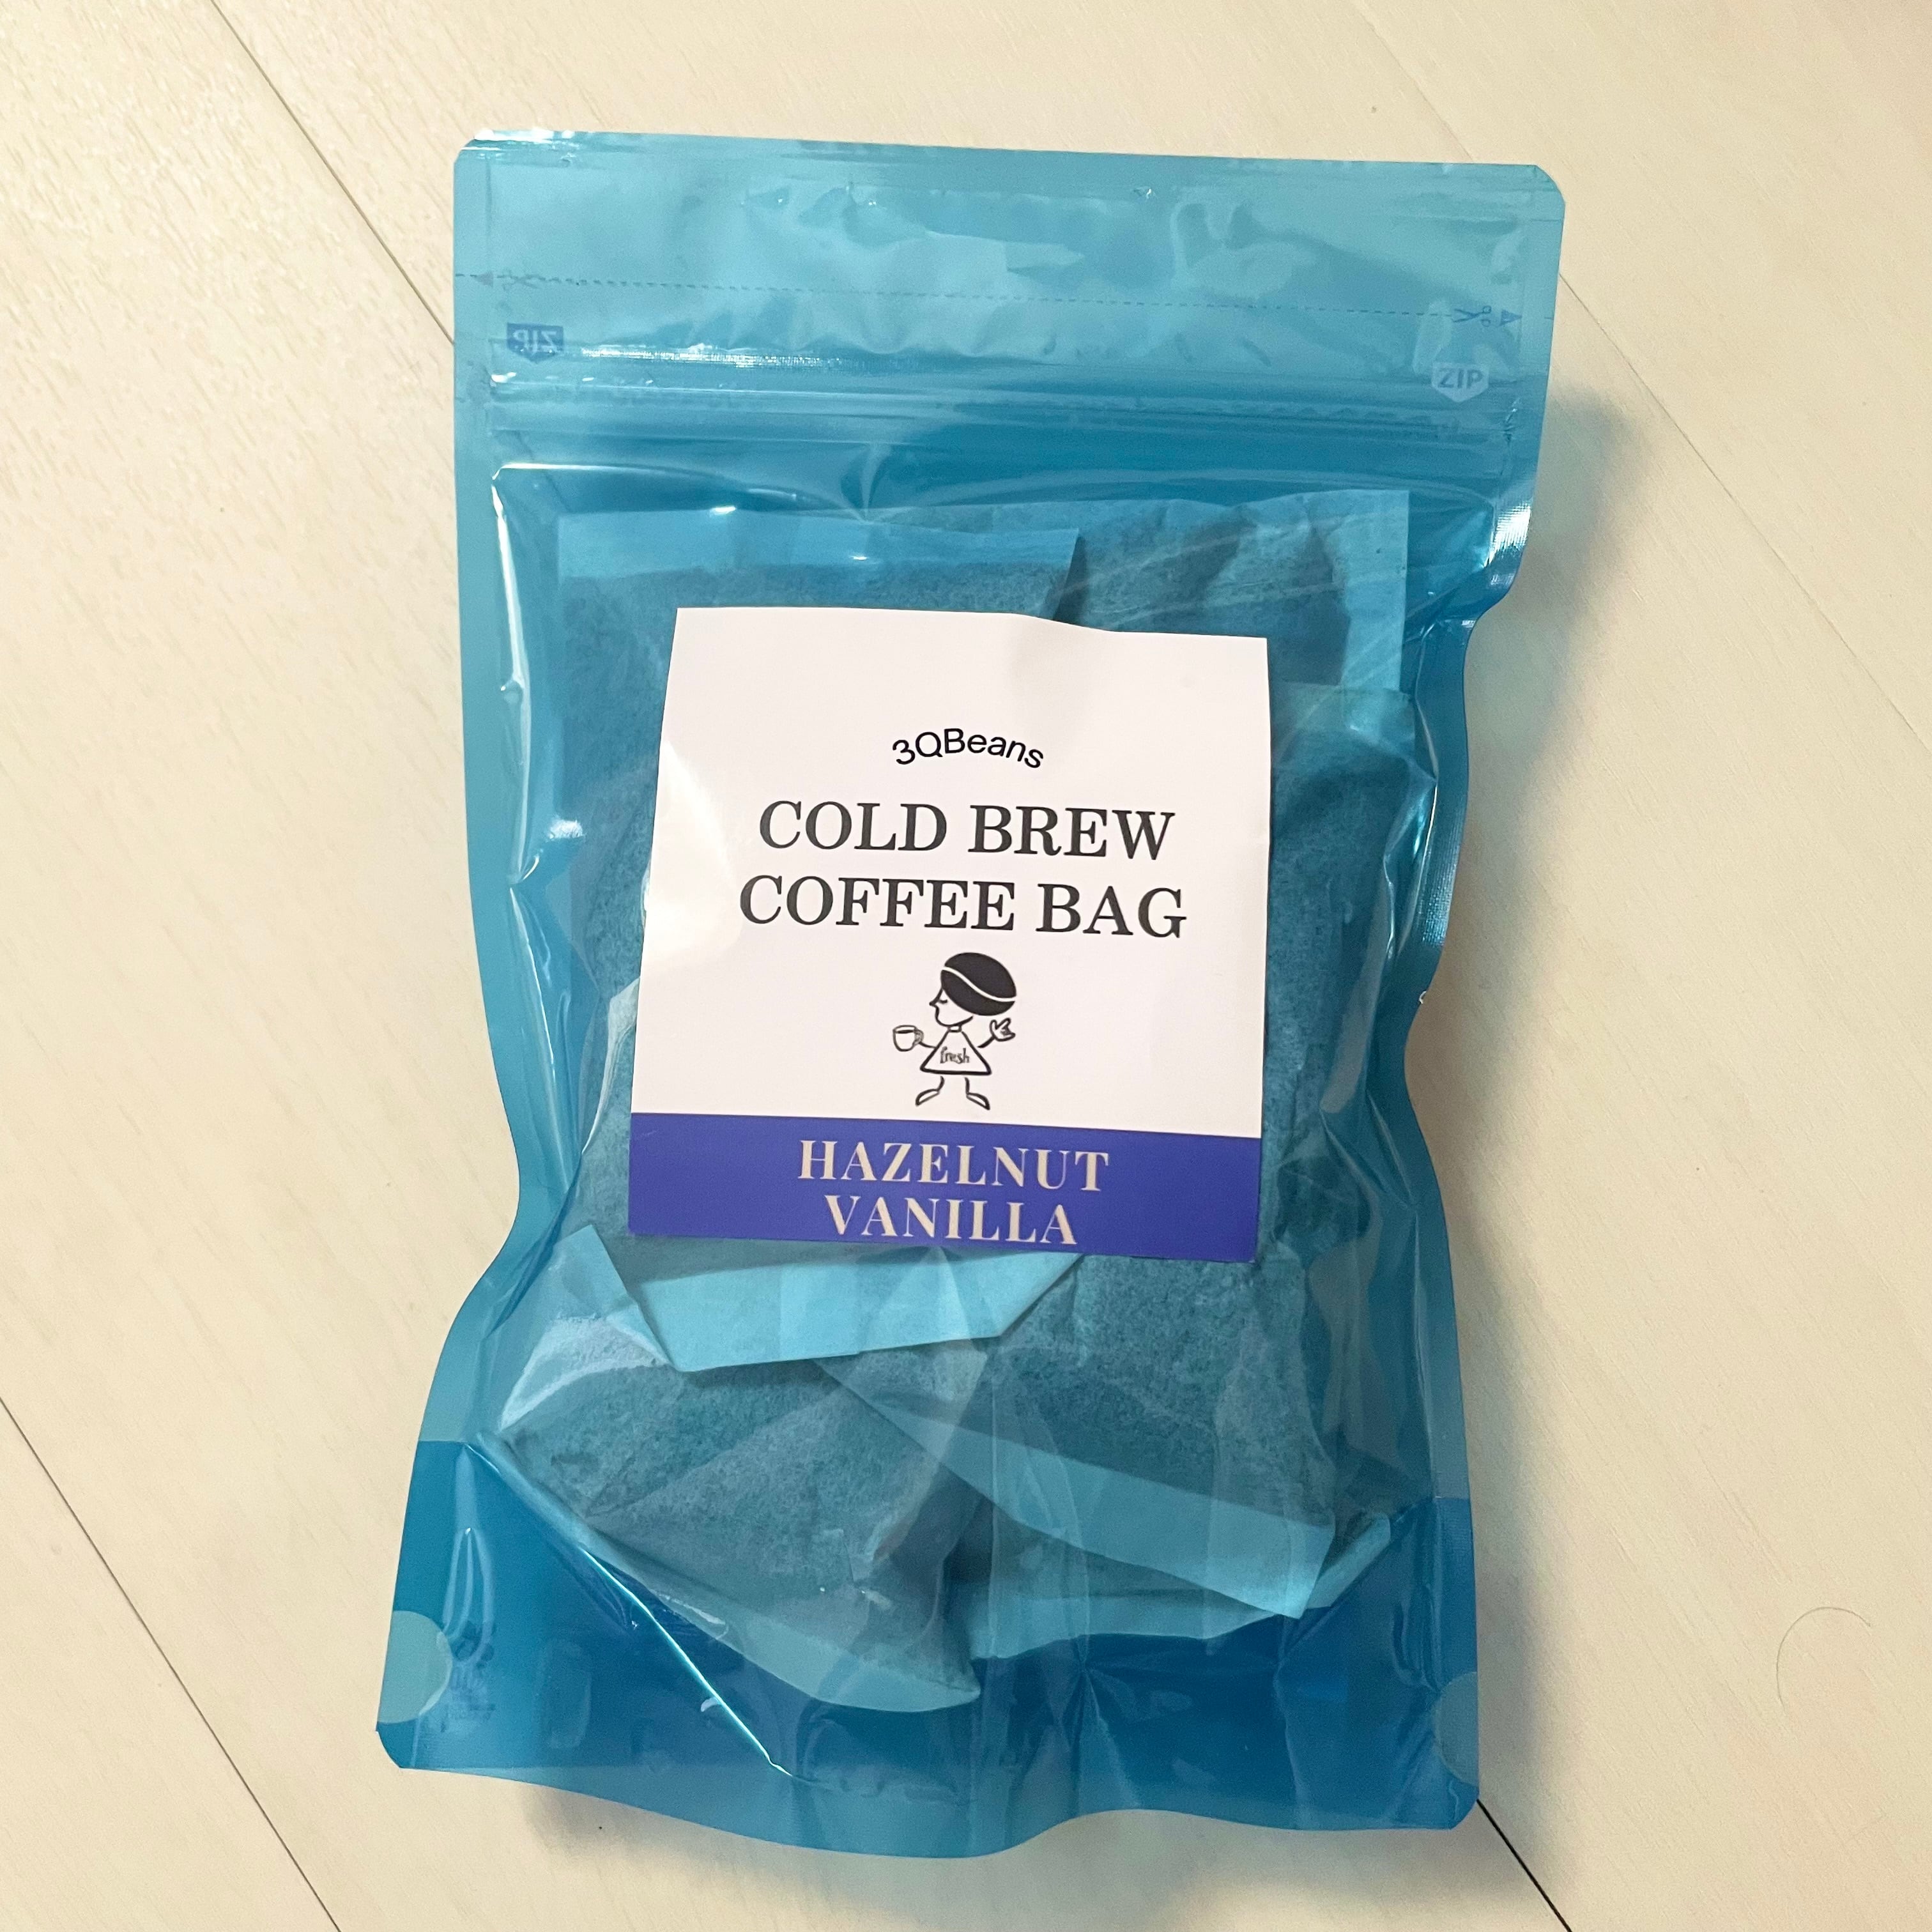 ZIP
ZIP
3QBeans
COLD BREW
COFFEE BAG
fresh
HAZELNUT
VANILLA